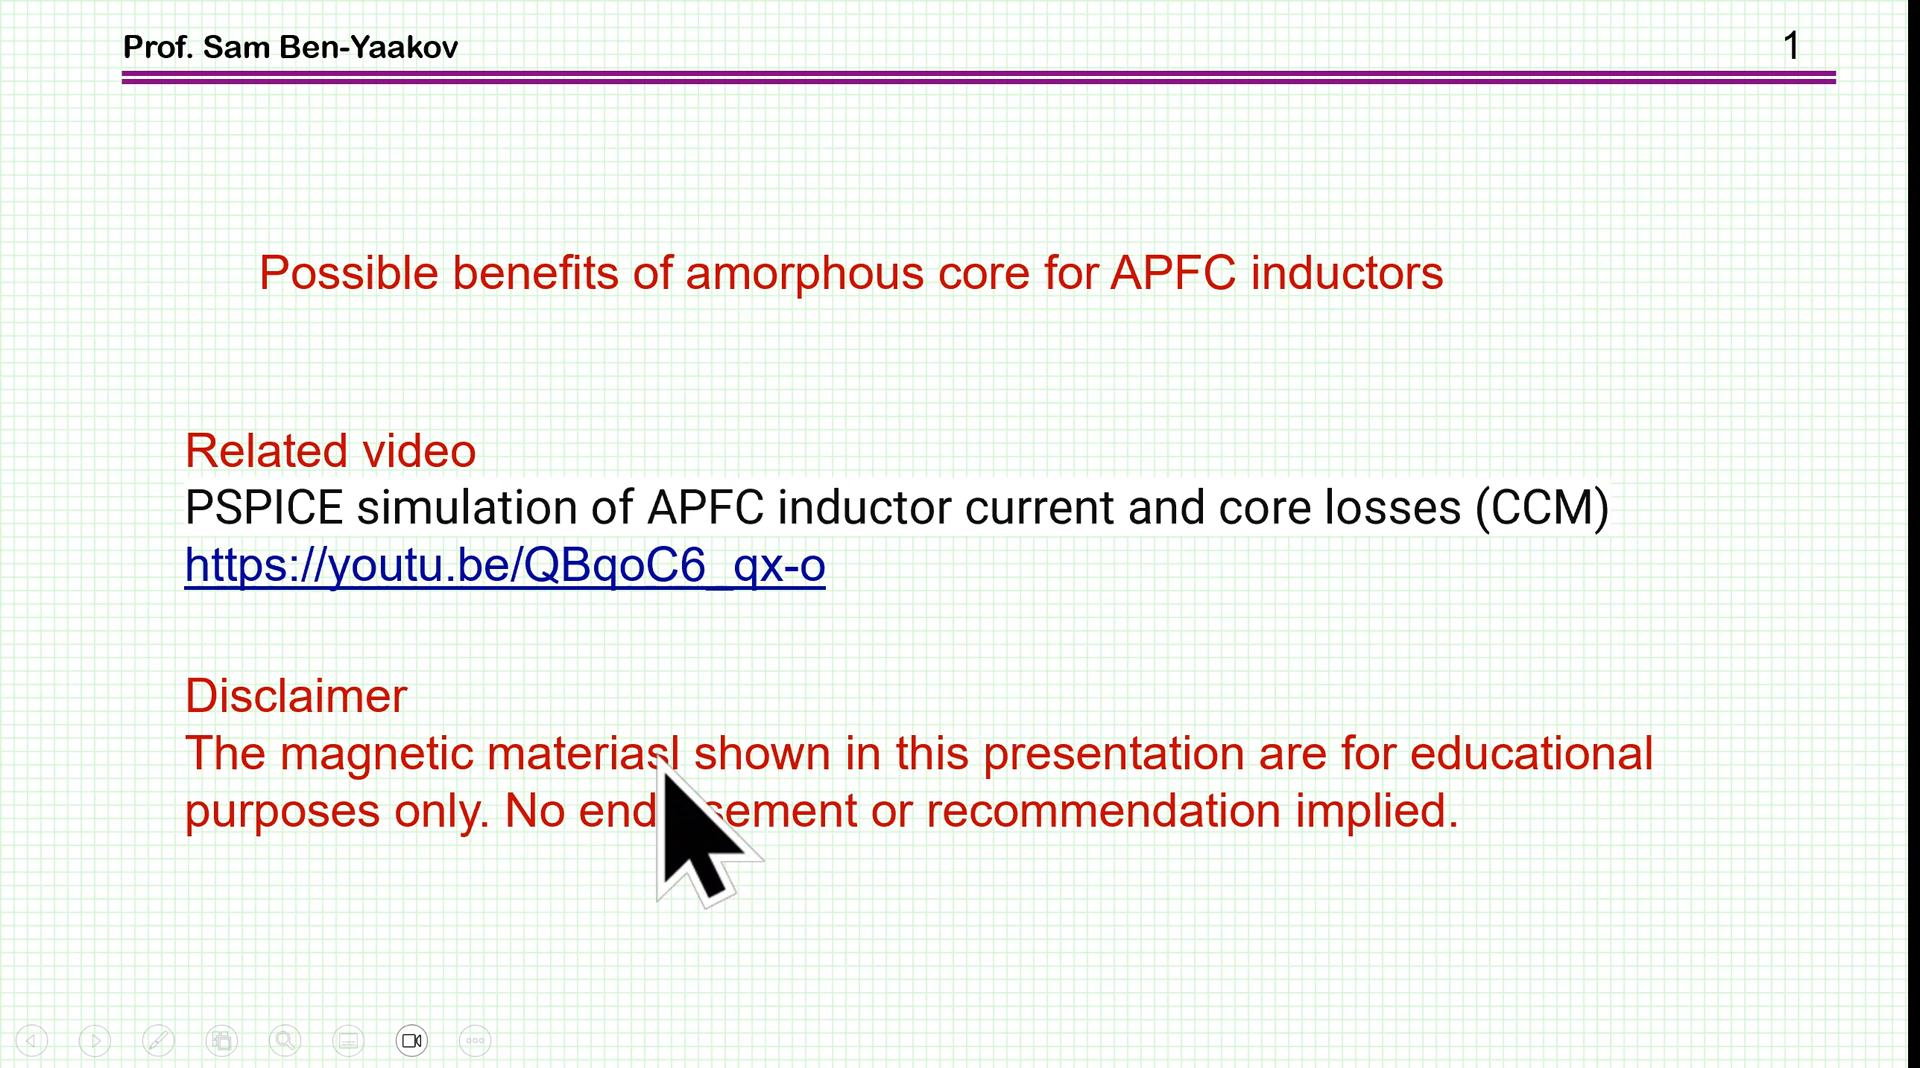 Prof. Sam Ben-Yaakov
1
Possible benefits of amorphous core for APFC inductors
Related video
PSPICE simulation of APFC inductor current and core losses (CCM)
https://youtu.be/QBqoC6_qx-o
Disclaimer
The magnetic materiasl shown in this presentation are for educational
purposes only. No or recommendation implied.